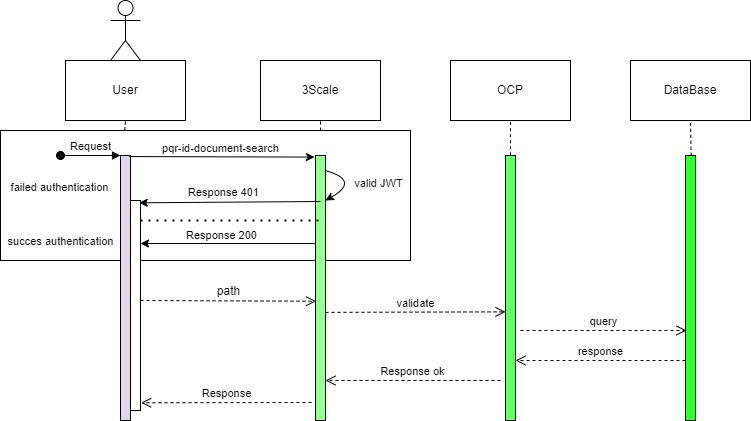 User
3Scale
OCP
DataBase
Request
pqr-id-document-search
failed authentication
valid JWT
Response 401
succes authentication
Response 200
path
validate
query
response
Response ok
Response